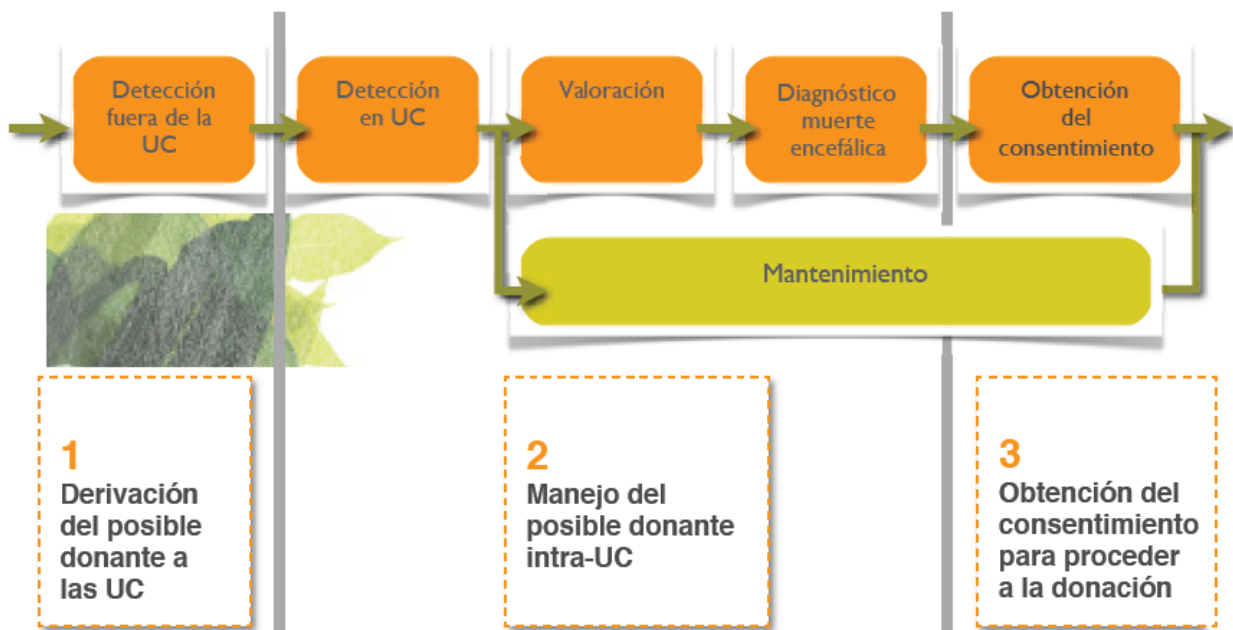 Detección
fuera de la
UC
Detección
en UC
Valoración
Diagnóstico
muerte
encefálica
Obtención
del
consentimiento
Mantenimiento
1
Derivación
del posible
donante a
las UC
2
Manejo del
posible donante
intra-UC
3
Obtención del
consentimiento
para proceder
a la donación